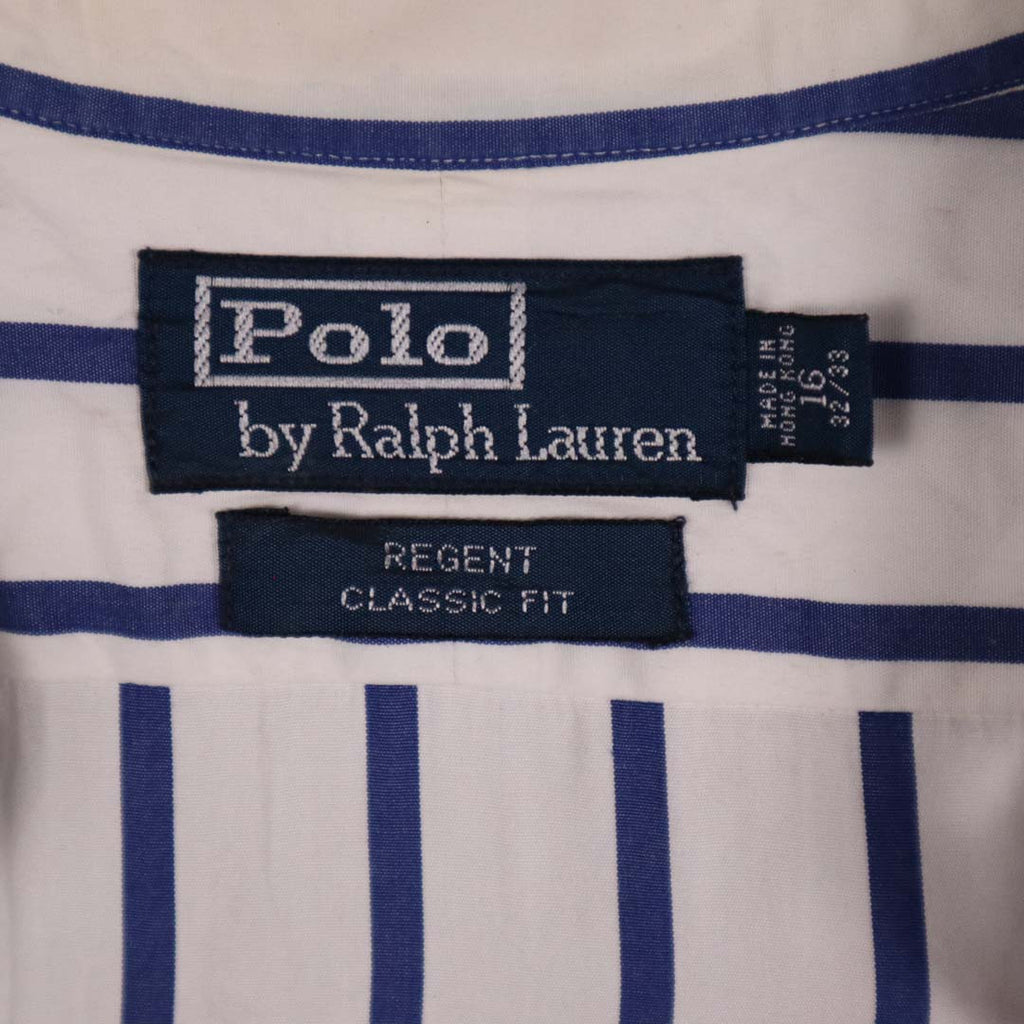 Polo
by Ralph Lauren
MADE IN
HONG KONG
16
32/33
REGENT
CLASSIC FIT